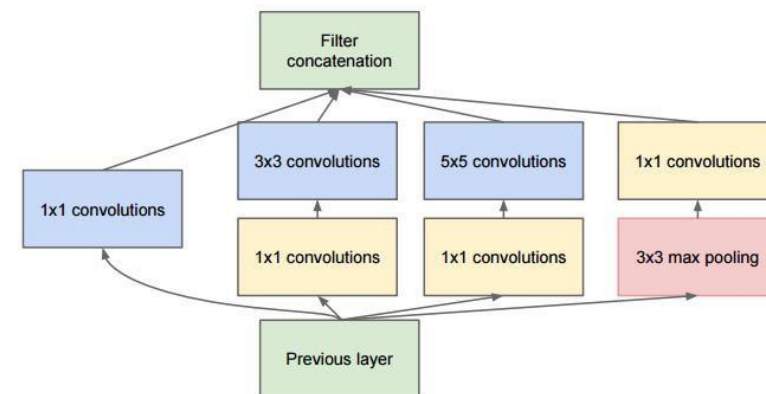 Filter
concatenation
3x3 convolutions
5x5 convolutions
1x1 convolutions
1x1 convolutions
1x1 convolutions
1x1 convolutions
3x3 max pooling
Previous layer